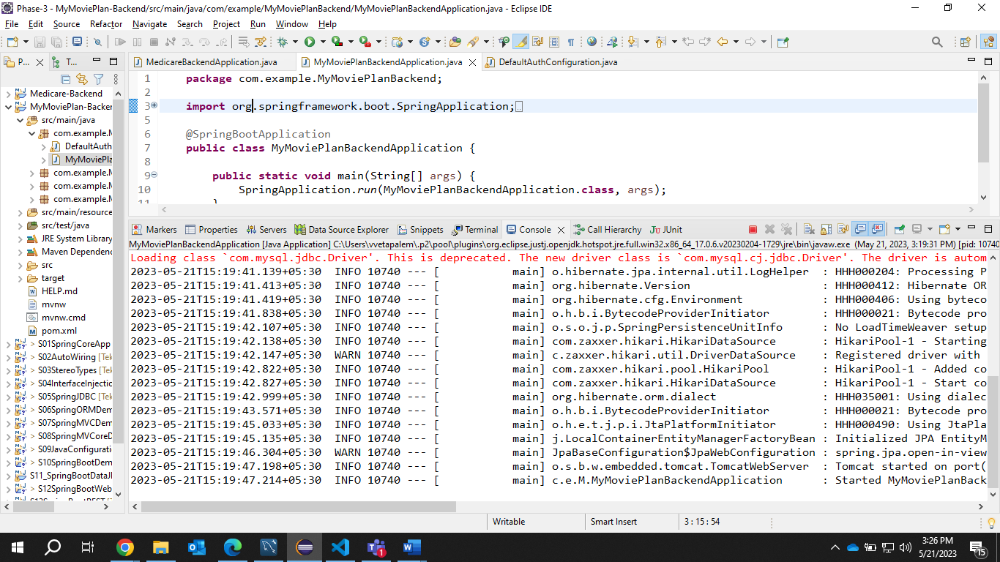 Phase-3 - MyMoviePlan-Backend/src/main/java/com/example/MyMoviePlanBackend/MyMoviePlanBackendApplication.java - Eclipse IDE
File Edit Source Refactor Navigate Search Project Run Window Help
P... T...
MedicareBackendApplication.java MyMoviePlanBackendApplication.java DefaultAuthConfiguration.java
Medicare-Backend
MyMoviePlan-Backer
src/main/java
com.example.M
DefaultAuth
MyMoviePla
com.example.M
com.example.M
com.example.M
src/main/resource
src/test/java
JRE System Library
Maven Dependenc
src
target
HELP.md
mvnw
mvnw.cmd
pom.xml
> S01SpringCoreApp
> S02AutoWiring [Tek
> S03StereoTypes [Te
> S04InterfaceInjectio
> S05SpringJDBC [Tek
> S06SpringORMDem
> S07SpringMVCDem
> S08SpringMVCoreD
> S09JavaConfigurati
> S10SpringBootDem
S11_SpringBootDataJI
> S12SpringBootWeb
1 package com.example.MyMoviePlanBackend;
2
3 import org.springframework.boot.SpringApplication;
5
6 @SpringBootApplication
7 public class MyMoviePlanBackendApplication {
8
9 public static void main(String[] args) {
10 SpringApplication.run(MyMoviePlanBackendApplication.class, args);
11 }
Markers Properties Servers Data Source Explorer Snippets Terminal Console Call Hierarchy JUnit
MyMoviePlanBackendApplication [Java Application] C:\Users\vvetapalem\.p2\pool\plugins\org.eclipse.justj.openjdk.hotspot.jre.full.win32.x86_64_17.0.6.v20230204-1729\jre\bin\javaw.exe (May 21, 2023, 3:19:31 PM) [pid: 10740
Loading class `com.mysql.jdbc.Driver'. This is deprecated. The new driver class is `com.mysql.cj.jdbc.Driver'. The driver is autom
2023-05-21T15:19:41.139+05:30 INFO 10740 --- [ main] o.hibernate.jpa.internal.util.LogHelper : HHH000204: Processing P
2023-05-21T15:19:41.413+05:30 INFO 10740 --- [ main] org.hibernate.Version : HHH000412: Hibernate OR
2023-05-21T15:19:41.419+05:30 INFO 10740 --- [ main] org.hibernate.cfg.Environment : HHH000406: Using byteco
2023-05-21T15:19:41.838+05:30 INFO 10740 --- [ main] o.h.b.i.BytecodeProviderInitiator : HHH000021: Bytecode pro
2023-05-21T15:19:42.107+05:30 INFO 10740 --- [ main] o.s.o.j.p.SpringPersistenceUnitInfo : No LoadTimeWeaver setup
2023-05-21T15:19:42.138+05:30 INFO 10740 --- [ main] com.zaxxer.hikari.HikariDataSource : HikariPool-1 - Starting
2023-05-21T15:19:42.147+05:30 WARN 10740 --- [ main] c.zaxxer.hikari.util.DriverDataSource : Registered driver with
2023-05-21T15:19:42.822+05:30 INFO 10740 --- [ main] com.zaxxer.hikari.pool.HikariPool : HikariPool-1 - Added co
2023-05-21T15:19:42.827+05:30 INFO 10740 --- [ main] com.zaxxer.hikari.HikariDataSource : HikariPool-1 - Start co
2023-05-21T15:19:42.999+05:30 INFO 10740 --- [ main] org.hibernate.orm.dialect : HHH035001: Using dialec
2023-05-21T15:19:43.571+05:30 INFO 10740 --- [ main] o.h.b.i.BytecodeProviderInitiator : HHH000021: Bytecode pro
2023-05-21T15:19:45.033+05:30 INFO 10740 --- [ main] o.h.e.t.j.p.i.JtaPlatformInitiator : HHH000490: Using JtaPla
2023-05-21T15:19:45.135+05:30 INFO 10740 --- [ main] j.LocalContainerEntityManagerFactoryBean : Initialized JPA EntityM
2023-05-21T15:19:46.304+05:30 WARN 10740 --- [ main] JpaBaseConfiguration$JpaWebConfiguration : spring.jpa.open-in-view
2023-05-21T15:19:47.198+05:30 INFO 10740 --- [ main] o.s.b.w.embedded.tomcat.TomcatWebServer : Tomcat started on port(
2023-05-21T15:19:47.214+05:30 INFO 10740 --- [ main] c.e.M.MyMoviePlanBackendApplication : Started MyMoviePlanBack
Writable Smart Insert 3 : 15 : 54
3:26 PM
5/21/2023
1
15